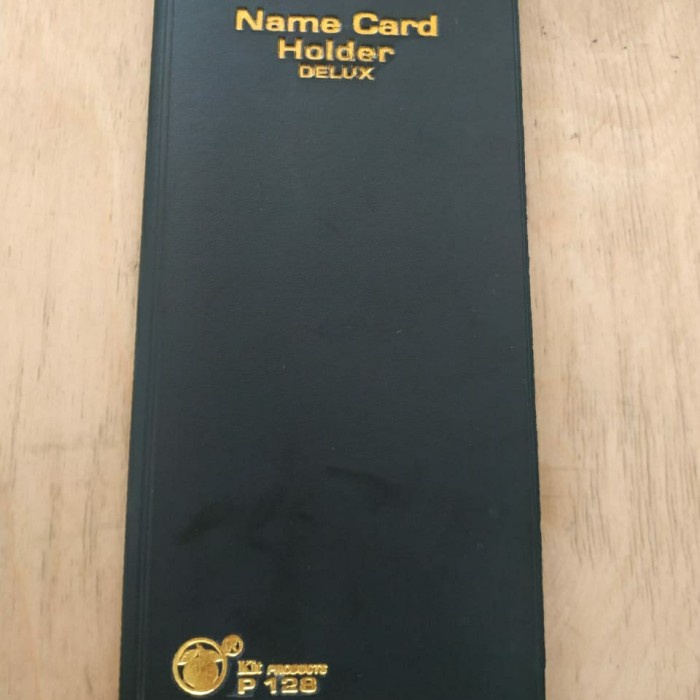 Name Card
Holder
DELUX
Kit PRODUCTS
P 128